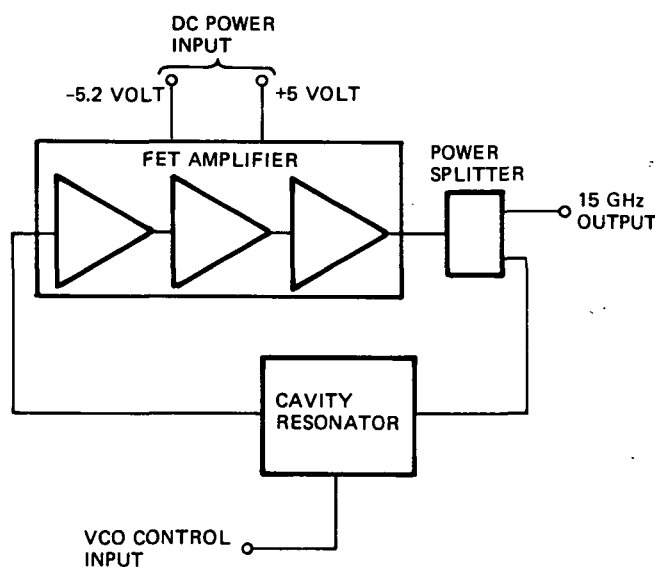 DC POWER
INPUT
–5.2 VOLT
+5 VOLT
FET AMPLIFIER
POWER
SPLITTER
15 GHz
OUTPUT
CAVITY
RESONATOR
VCO CONTROL
INPUT